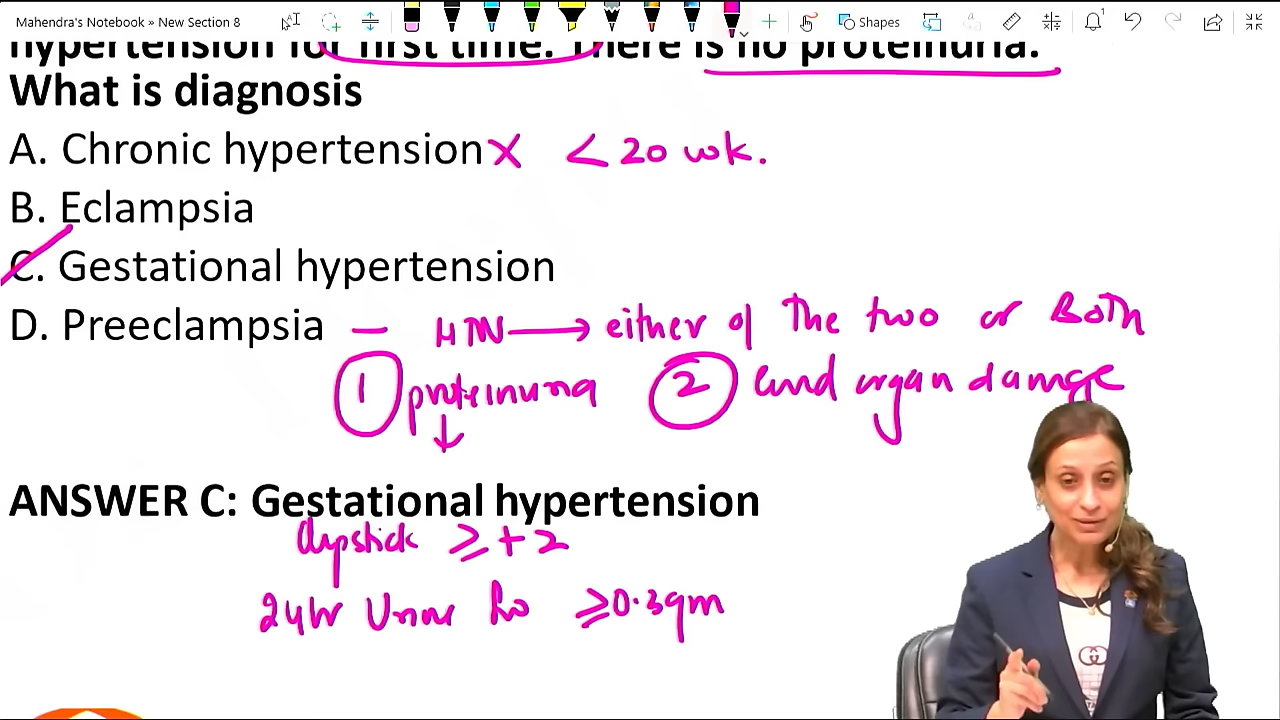 Mahendra's Notebook » New Section 8
Shapes
hypertension for first time. There is no proteinuria.
What is diagnosis
A. Chronic hypertension X < 20 wk.
B. Eclampsia
C. Gestational hypertension
D. Preeclampsia — HTN → either of the two or Both
1 proteinuria 2 end organ damage
↓
ANSWER C: Gestational hypertension
dipstick ≥ +2
24hr Urine ≥0.3gm